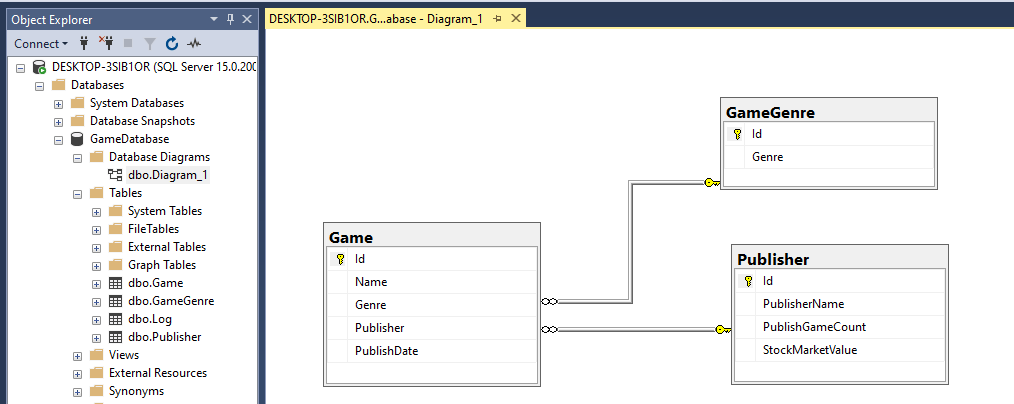 Object Explorer
Connect
DESKTOP-3SIB1OR (SQL Server 15.0.200
Databases
System Databases
Database Snapshots
GameDatabase
Database Diagrams
dbo.Diagram_1
Tables
System Tables
FileTables
External Tables
Graph Tables
dbo.Game
dbo.GameGenre
dbo.Log
dbo.Publisher
Views
External Resources
Synonyms
DESKTOP-3SIB1OR.G...abase - Diagram_1
GameGenre
Id
Genre
Game
Id
Name
Genre
Publisher
PublishDate
Publisher
Id
PublisherName
PublishGameCount
StockMarketValue